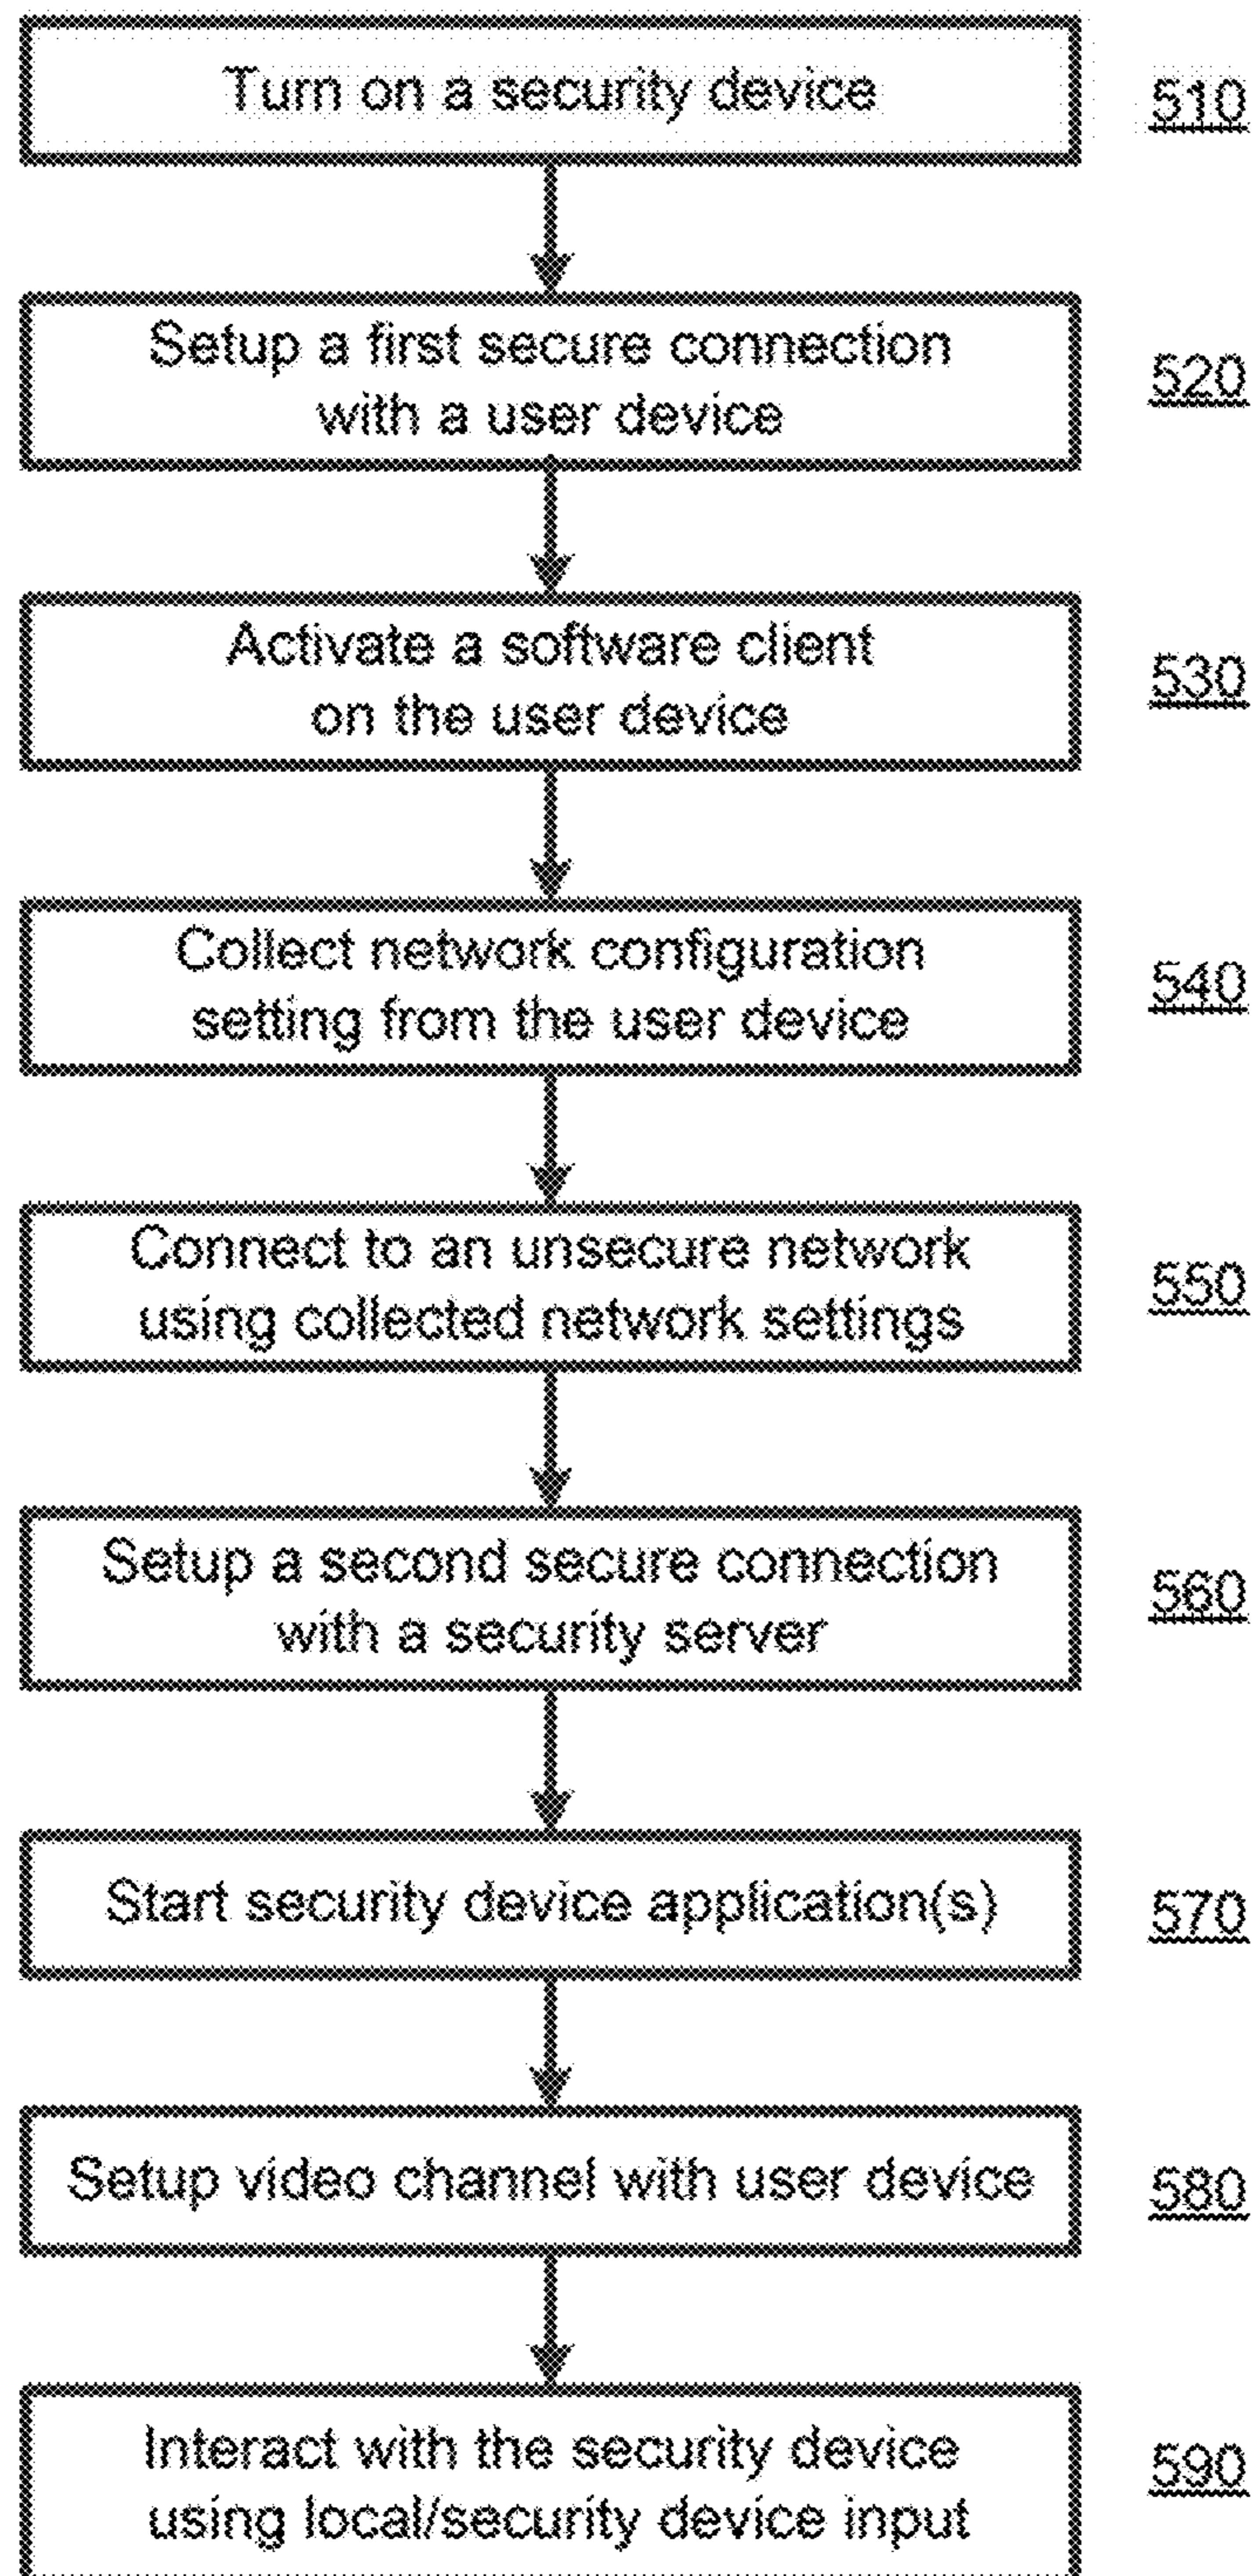 Turn on a security device
510
Setup a first secure connection
with a user device
520
Activate a software client
on the user device
530
Collect network configuration
setting from the user device
540
Connect to an unsecure network
using collected network settings
550
Setup a second secure connection
with a security server
560
Start security device application(s)
570
Setup video channel with user device
580
Interact with the security device
using local/security device input
590